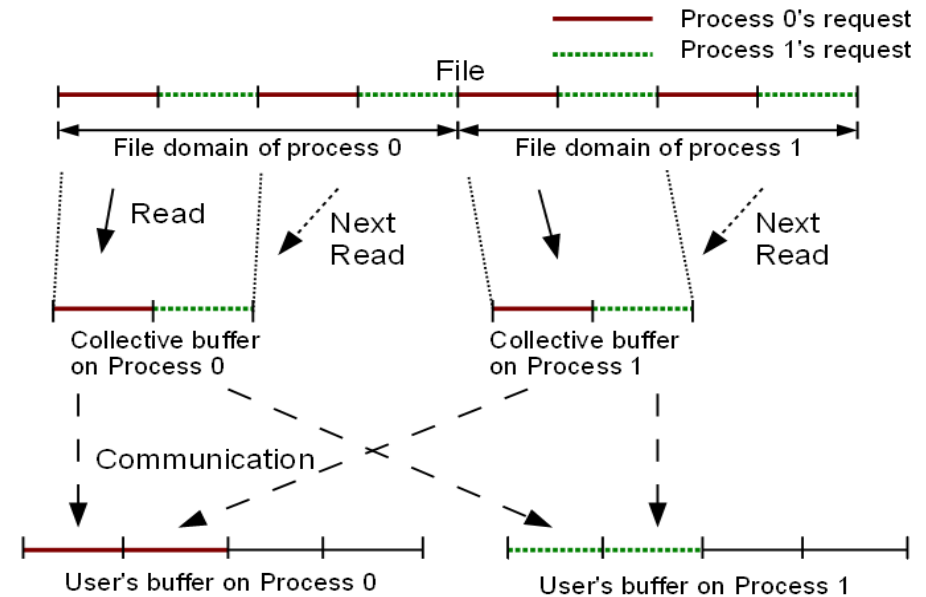 Process 0's request
Process 1's request
File
File domain of process 0
File domain of process 1
Read
Next
Read
Next
Read
Collective buffer
on Process 0
Collective buffer
on Process 1
Communication
User's buffer on Process 0
User's buffer on Process 1